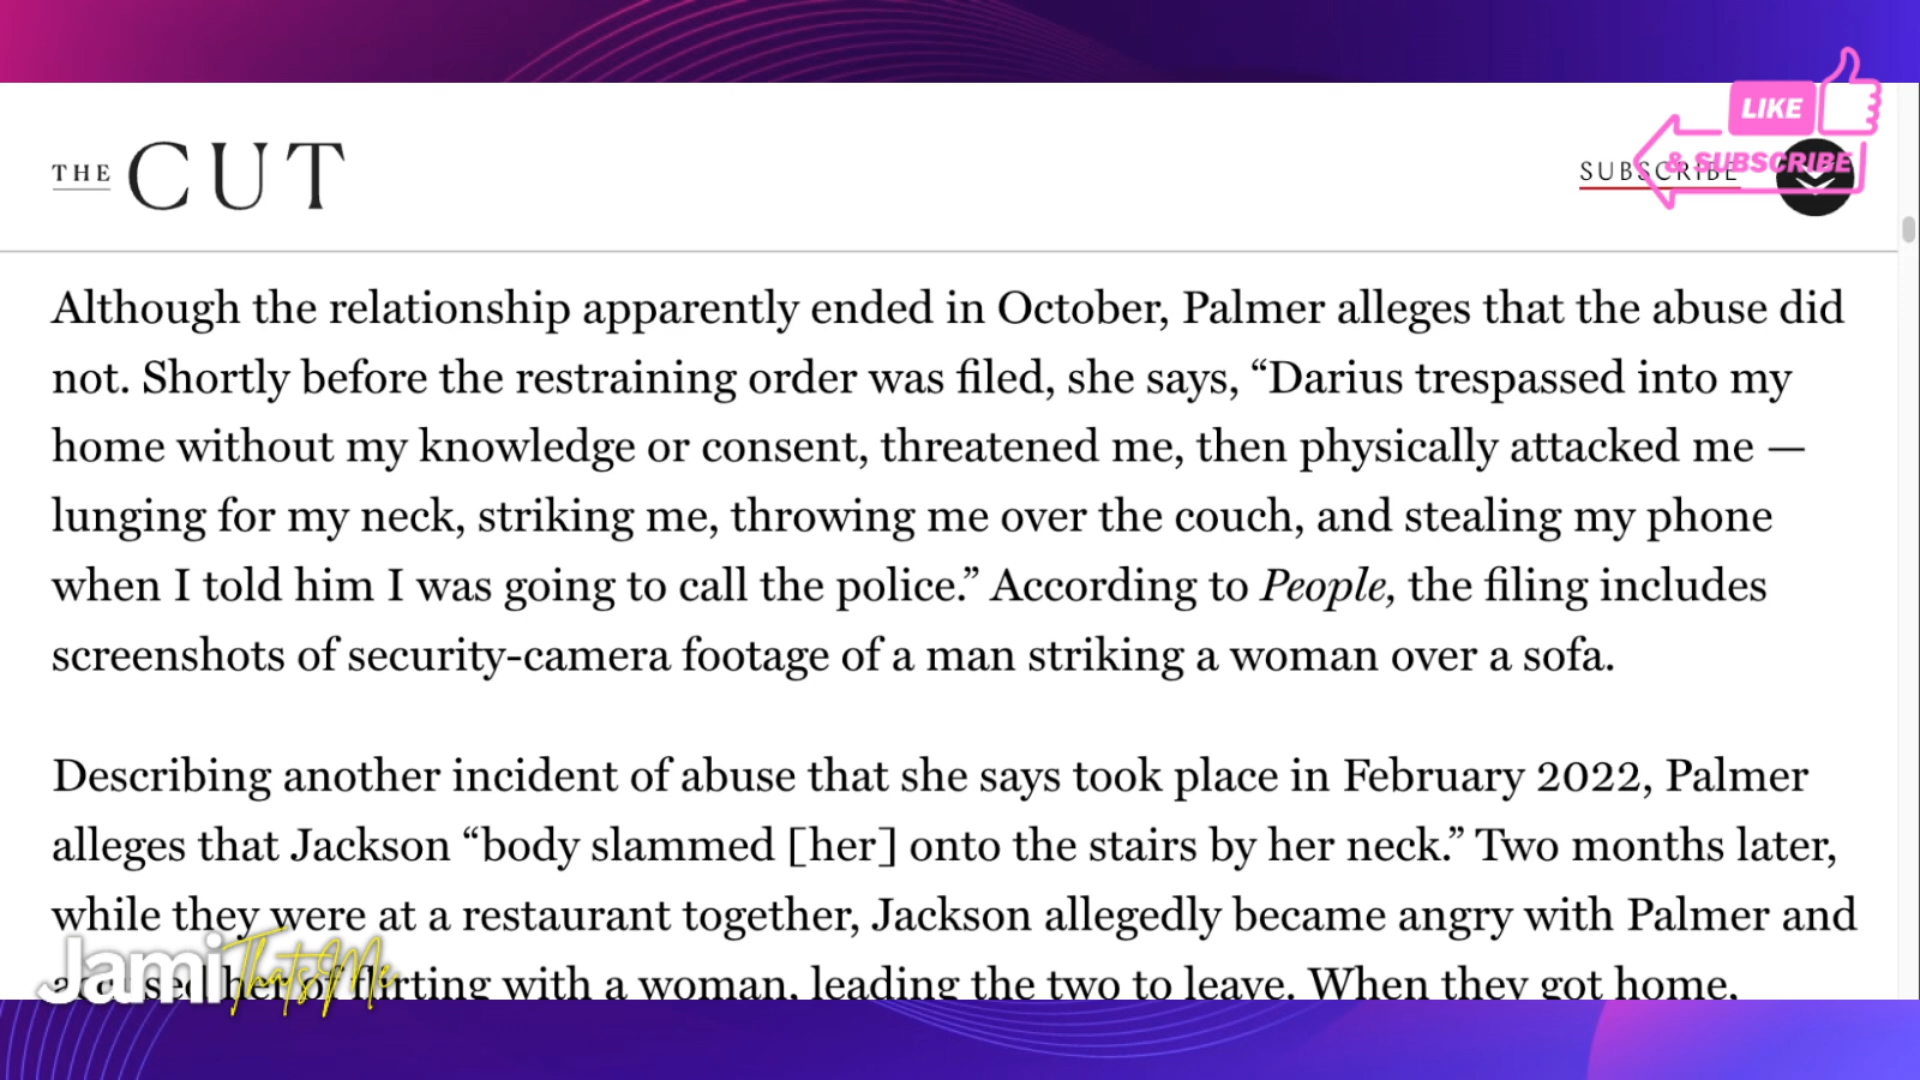 THE CUT
SUBSCRIBE
LIKE
& SUBSCRIBE
Although the relationship apparently ended in October, Palmer alleges that the abuse did
not. Shortly before the restraining order was filed, she says, “Darius trespassed into my
home without my knowledge or consent, threatened me, then physically attacked me —
lunging for my neck, striking me, throwing me over the couch, and stealing my phone
when I told him I was going to call the police.” According to People, the filing includes
screenshots of security-camera footage of a man striking a woman over a sofa.
Describing another incident of abuse that she says took place in February 2022, Palmer
alleges that Jackson “body slammed [her] onto the stairs by her neck.” Two months later,
while they were at a restaurant together, Jackson allegedly became angry with Palmer and
accused her of flirting with a woman, leading the two to leave. When they got home,
Jami ThatsMe